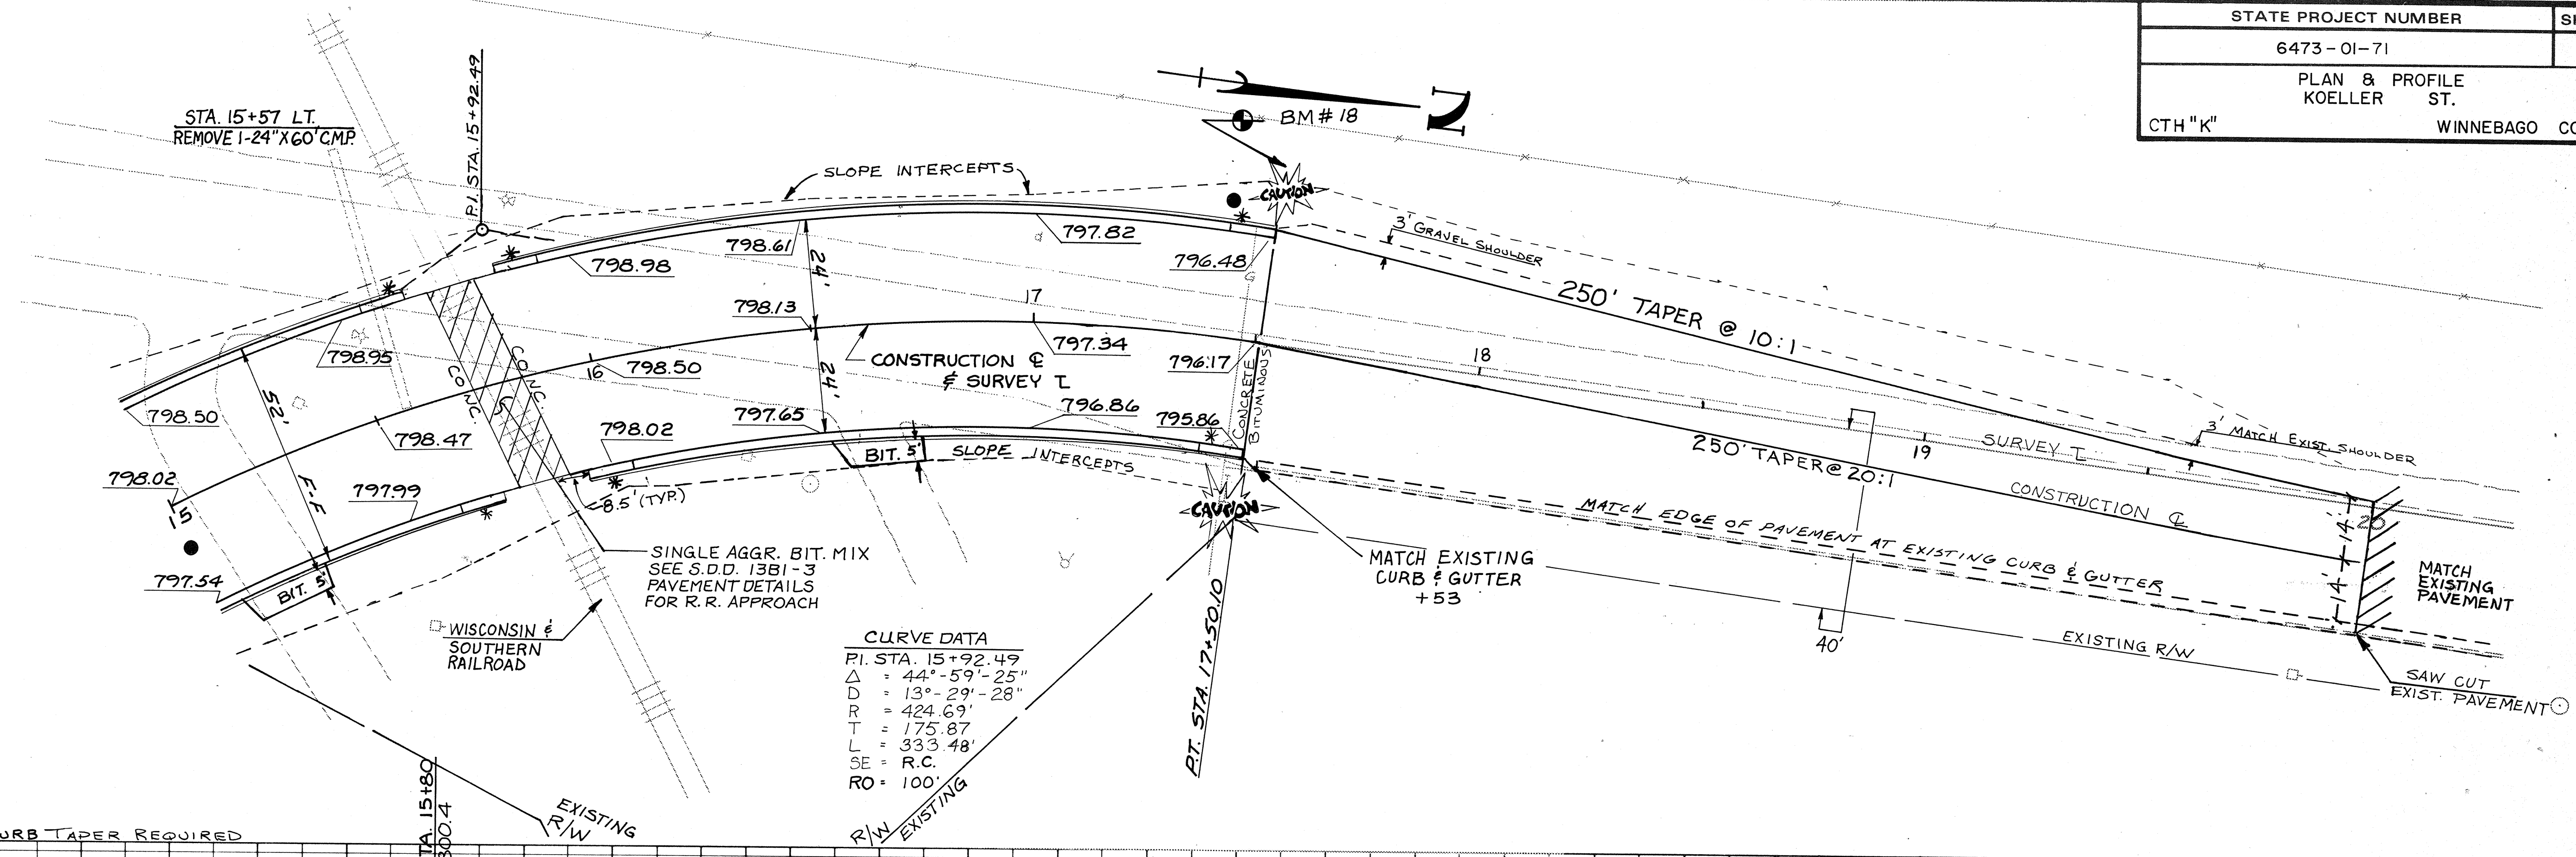 STATE PROJECT NUMBER
6473-01-71
PLAN & PROFILE
KOELLER ST.
CTH "K"
WINNEBAGO
STA. 15+57 LT.
REMOVE 1-24"X60' C.M.P.
P.I. STA. 15+92.49
BM # 18
SLOPE INTERCEPTS
CAUTION
3' GRAVEL SHOULDER
250' TAPER @ 10:1
798.61
797.82
798.98
796.48
G
24'
798.13
17
797.34
796.17
798.95
16
798.50
CONSTRUCTION ℄
& SURVEY L
CONC.
CONC.
18
798.50
52'
F-F
798.47
24'
797.65
796.86
795.86
CONCRETE
BITUMINOUS
798.02
15
797.99
798.02
BIT. 5'
SLOPE INTERCEPTS
8.5' (TYP.)
250' TAPER @ 20:1
SURVEY L
19
3' MATCH EXIST. SHOULDER
CONSTRUCTION ℄
20
MATCH EDGE OF PAVEMENT AT EXISTING CURB & GUTTER
14'
14'
MATCH
EXISTING
PAVEMENT
CAUTION
797.54
BIT. 5'
SINGLE AGGR. BIT. MIX
SEE S.D.D. 13B1-3
PAVEMENT DETAILS
FOR R.R. APPROACH
MATCH EXISTING
CURB & GUTTER
+53
WISCONSIN &
SOUTHERN
RAILROAD
40'
EXISTING R/W
SAW CUT
EXIST. PAVEMENT
P.T. STA. 17+50.10
CURVE DATA
P.I. STA. 15+92.49
Δ = 44°-59'-25"
D = 13°-29'-28"
R = 424.69'
T = 175.87
L = 333.48'
SE = R.C.
RO = 100'
EXISTING
R/W
R/W EXISTING
TA. 15+80
800.4
URB TAPER REQUIRED